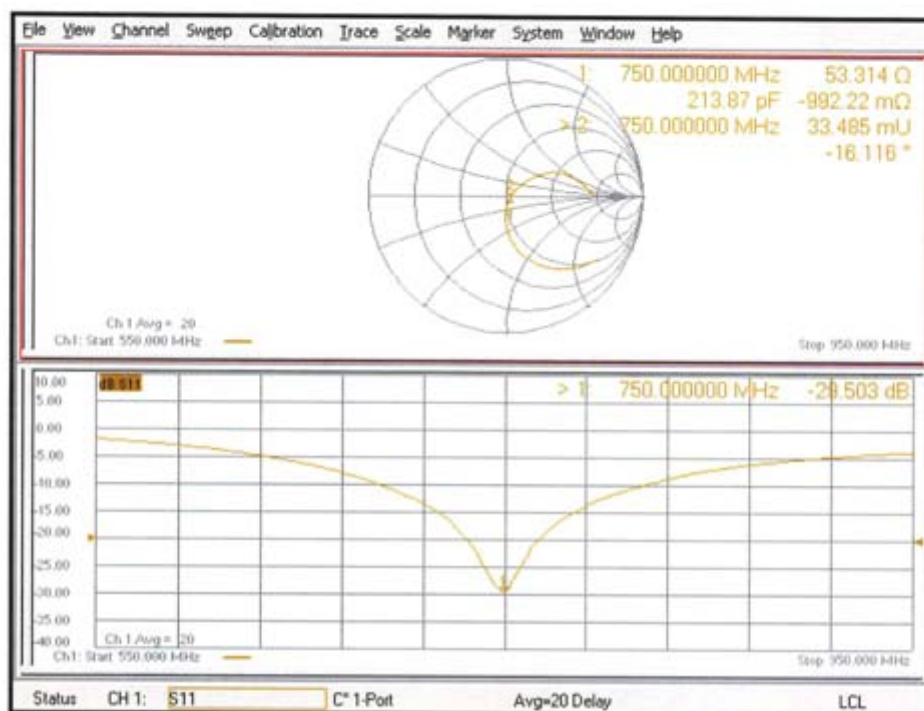 File View Channel Sweep Calibration Trace Scale Marker System Window Help
1: 750.000000 MHz 53.314 Ω
213.87 pF -992.22 mΩ
> 2: 750.000000 MHz 33.485 mU
-16.116 °
Ch 1 Avg = 20
Ch1: Start 550.000 MHz
Stop 950.000 MHz
dB S11
> 1: 750.000000 MHz -29.503 dB
10.00
5.00
0.00
-5.00
-10.00
-15.00
-20.00
-25.00
-30.00
-35.00
-40.00
Ch 1 Avg = 20
Ch1: Start 550.000 MHz
Stop 950.000 MHz
Status CH 1: S11 C* 1-Port Avg=20 Delay LCL